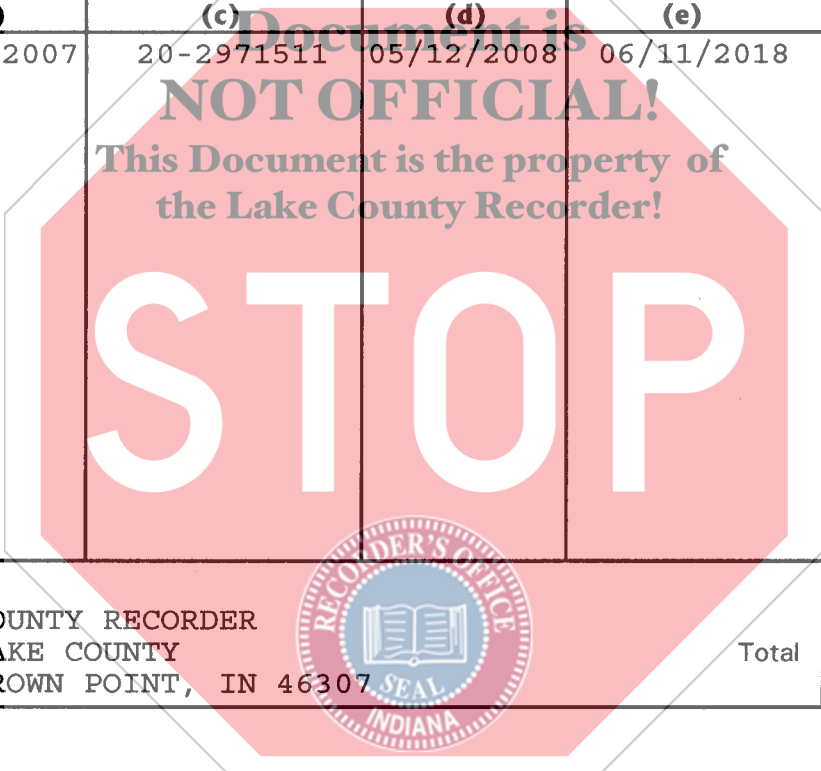 (c) (d) (e)
Document is
2007 20-2971511 05/12/2008 06/11/2018
NOT OFFICIAL!
This Document is the property of
the Lake County Recorder!
STOP
RECORDER'S OFFICE
OUNTY RECORDER
AKE COUNTY Total
ROWN POINT, IN 46307
SEAL
INDIANA